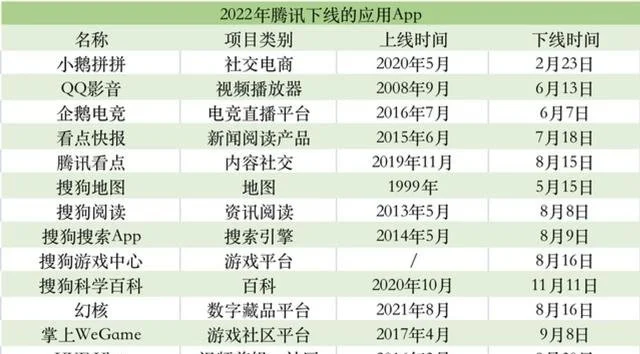 2022年腾讯下线的应用App
名称 项目类别 上线时间 下线时间
小鹅拼拼 社交电商 2020年5月 2月23日
QQ影音 视频播放器 2008年9月 6月13日
企鹅电竞 电竞直播平台 2016年7月 6月7日
看点快报 新闻阅读产品 2015年6月 7月18日
腾讯看点 内容社交 2019年11月 8月15日
搜狗地图 地图 1999年 5月15日
搜狗阅读 资讯阅读 2013年5月 8月8日
搜狗搜索App 搜索引擎 2014年5月 8月9日
搜狗游戏中心 游戏平台 / 8月16日
搜狗科学百科 百科 2020年10月 11月11日
幻核 数字藏品平台 2021年8月 8月16日
掌上WeGame 游戏社区平台 2017年4月 9月8日